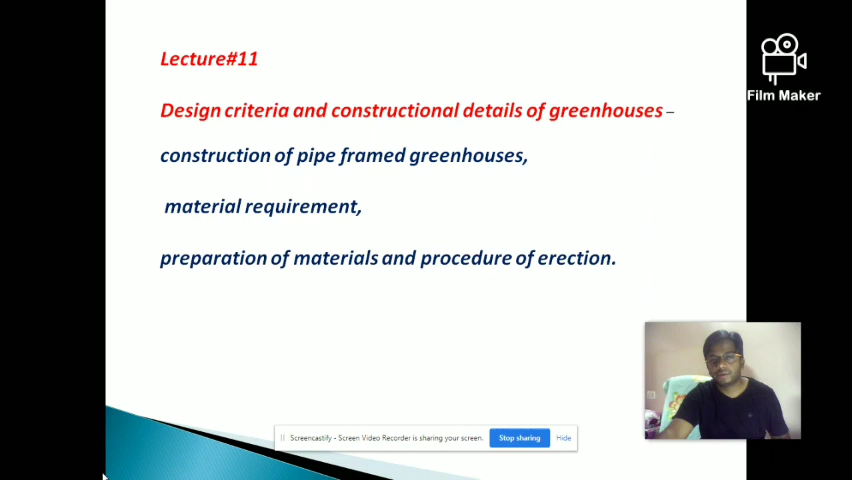 Lecture#11
Film Maker
Design criteria and constructional details of greenhouses –
construction of pipe framed greenhouses,
material requirement,
preparation of materials and procedure of erection.
Screencastify - Screen Video Recorder is sharing your screen. Stop sharing Hide